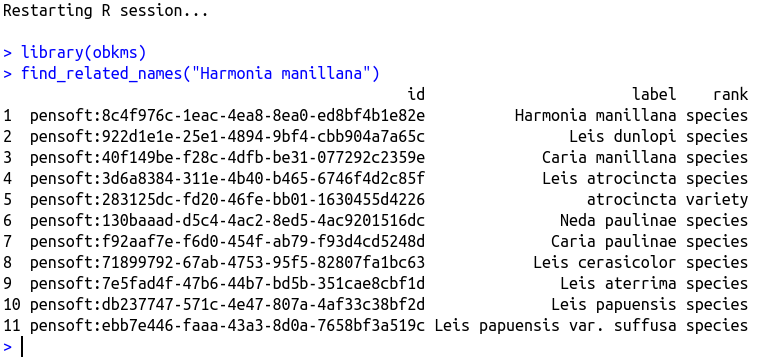 Restarting R session...
> library(obkms)
> find_related_names("Harmonia manillana")
id label rank
1 pensoft:8c4f976c-1eac-4ea8-8ea0-ed8bf4b1e82e Harmonia manillana species
2 pensoft:922d1e1e-25e1-4894-9bf4-cbb904a7a65c Leis dunlopi species
3 pensoft:40f149be-f28c-4dfb-be31-077292c2359e Caria manillana species
4 pensoft:3d6a8384-311e-4b40-b465-6746f4d2c85f Leis atrocincta species
5 pensoft:283125dc-fd20-46fe-bb01-1630455d4226 atrocincta variety
6 pensoft:130baaad-d5c4-4ac2-8ed5-4ac9201516dc Neda paulinae species
7 pensoft:f92aaf7e-f6d0-454f-ab79-f93d4cd5248d Caria paulinae species
8 pensoft:71899792-67ab-4753-95f5-82807fa1bc63 Leis cerasicolor species
9 pensoft:7e5fad4f-47b6-44b7-bd5b-351cae8cbf1d Leis aterrima species
10 pensoft:db237747-571c-4e47-807a-4af33c38bf2d Leis papuensis species
11 pensoft:ebb7e446-faaa-43a3-8d0a-7658bf3a519c Leis papuensis var. suffusa species
>